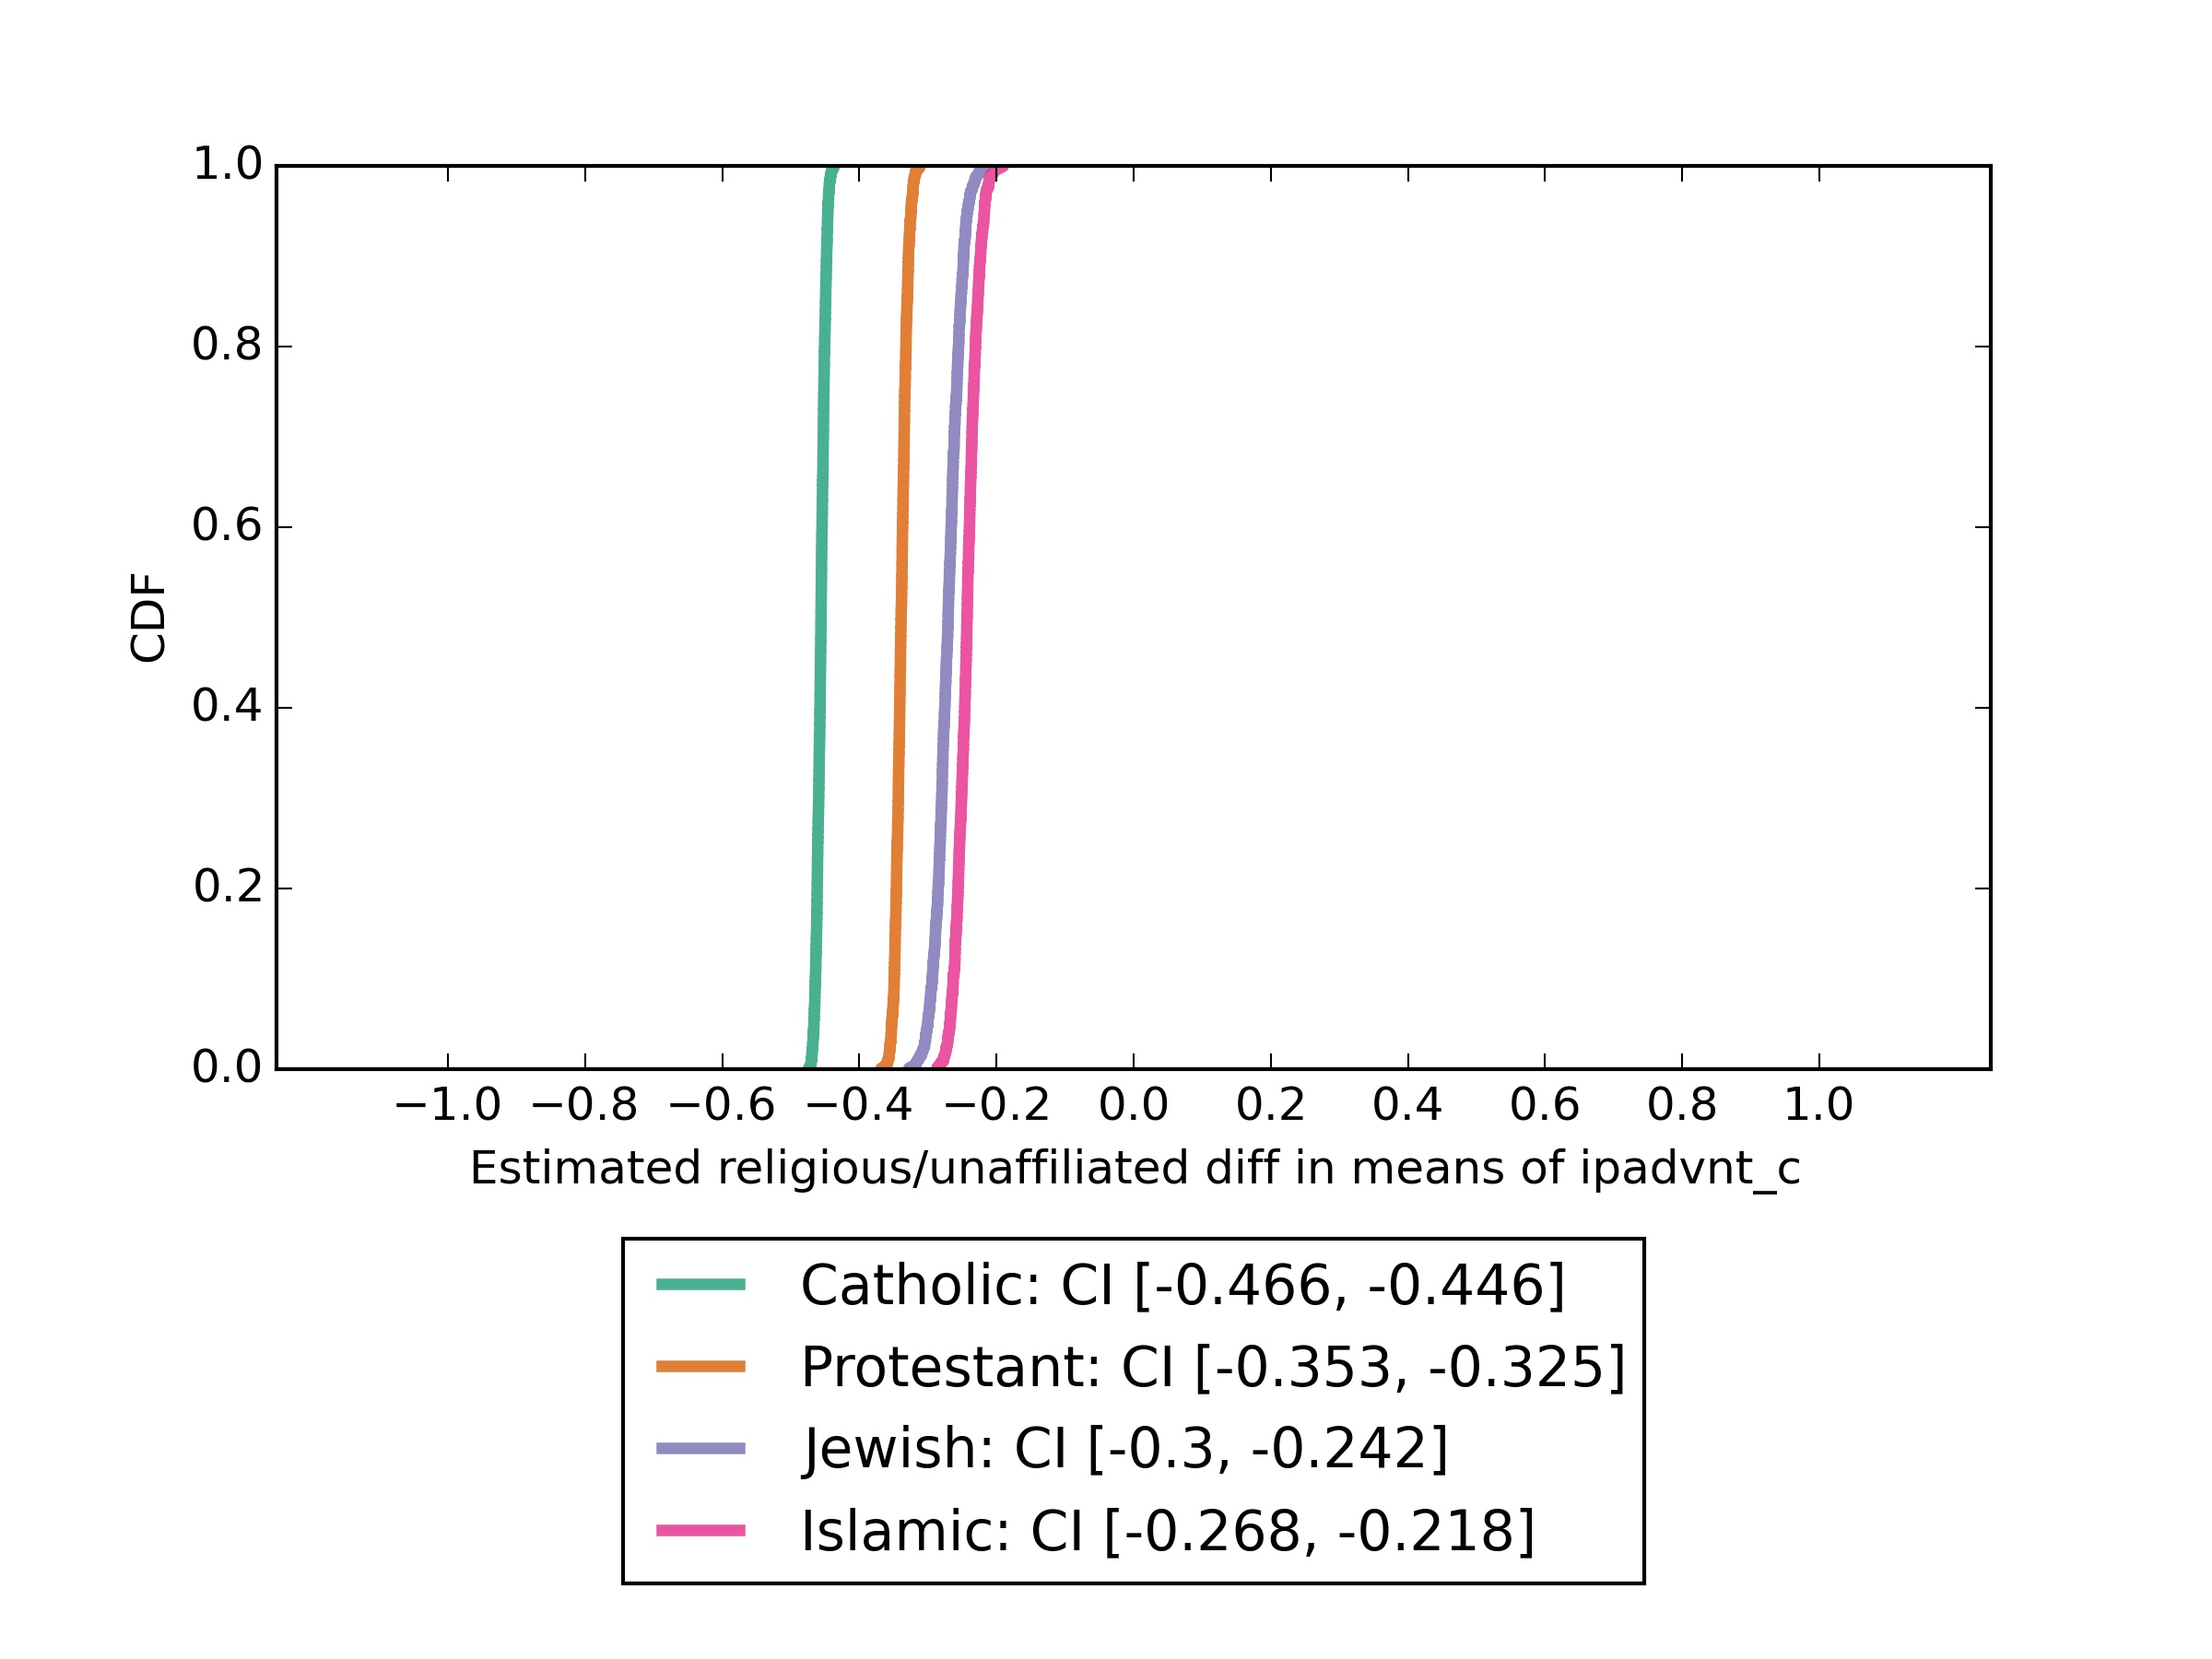 1.0
0.8
0.6
0.4
0.2
0.0
CDF
−1.0 −0.8 −0.6 −0.4 −0.2 0.0 0.2 0.4 0.6 0.8 1.0
Estimated religious/unaffiliated diff in means of ipadvnt_c
Catholic: CI [-0.466, -0.446]
Protestant: CI [-0.353, -0.325]
Jewish: CI [-0.3, -0.242]
Islamic: CI [-0.268, -0.218]